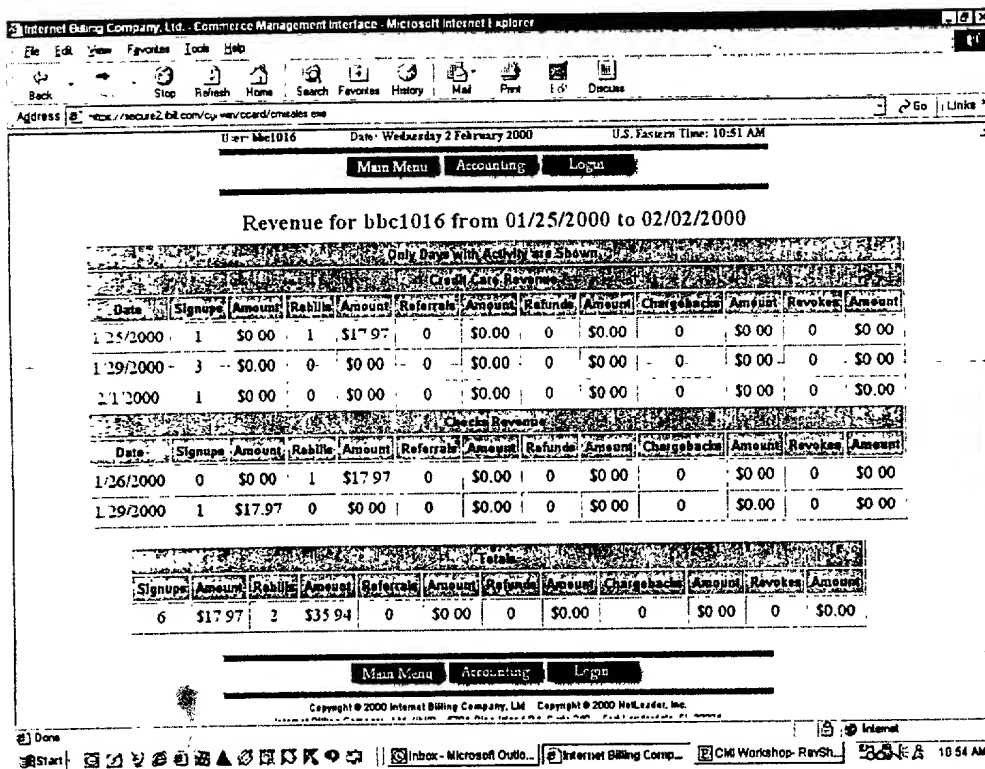 Internet Billing Company, Ltd. - Commerce Management Interface - Microsoft Internet Explorer
File Edit View Favorites Tools Help
Back Stop Refresh Home Search Favorites History Mail Print Edit Discuss
Address https://secure2.ibill.com/cgi-win/ccard/cmisales.exe Go Links
User: bbc1016 Date: Wednesday 2 February 2000 U.S. Eastern Time: 10:51 AM
Main Menu Accounting Login
Revenue for bbc1016 from 01/25/2000 to 02/02/2000
Only Days with Activity are Shown
Credit Card Revenue
Date Signups Amount Rebills Amount Referrals Amount Refunds Amount Chargebacks Amount Revokes Amount
1/25/2000 1 $0.00 1 $17.97 0 $0.00 0 $0.00 0 $0.00 0 $0.00
1/29/2000 3 $0.00 0 $0.00 0 $0.00 0 $0.00 0 $0.00 0 $0.00
2/1/2000 1 $0.00 0 $0.00 0 $0.00 0 $0.00 0 $0.00 0 $0.00
Checks Revenue
Date Signups Amount Rebills Amount Referrals Amount Refunds Amount Chargebacks Amount Revokes Amount
1/26/2000 0 $0.00 1 $17.97 0 $0.00 0 $0.00 0 $0.00 0 $0.00
1/29/2000 1 $17.97 0 $0.00 0 $0.00 0 $0.00 0 $0.00 0 $0.00
Totals
Signups Amount Rebills Amount Referrals Amount Refunds Amount Chargebacks Amount Revokes Amount
6 $17.97 2 $35.94 0 $0.00 0 $0.00 0 $0.00 0 $0.00
Main Menu Accounting Login
Copyright © 2000 Internet Billing Company, Ltd Copyright © 2000 NetLeader, Inc.
Done Internet
Start Inbox - Microsoft Outlo... Internet Billing Comp... CMI Workshop- RevSh... 10:54 AM